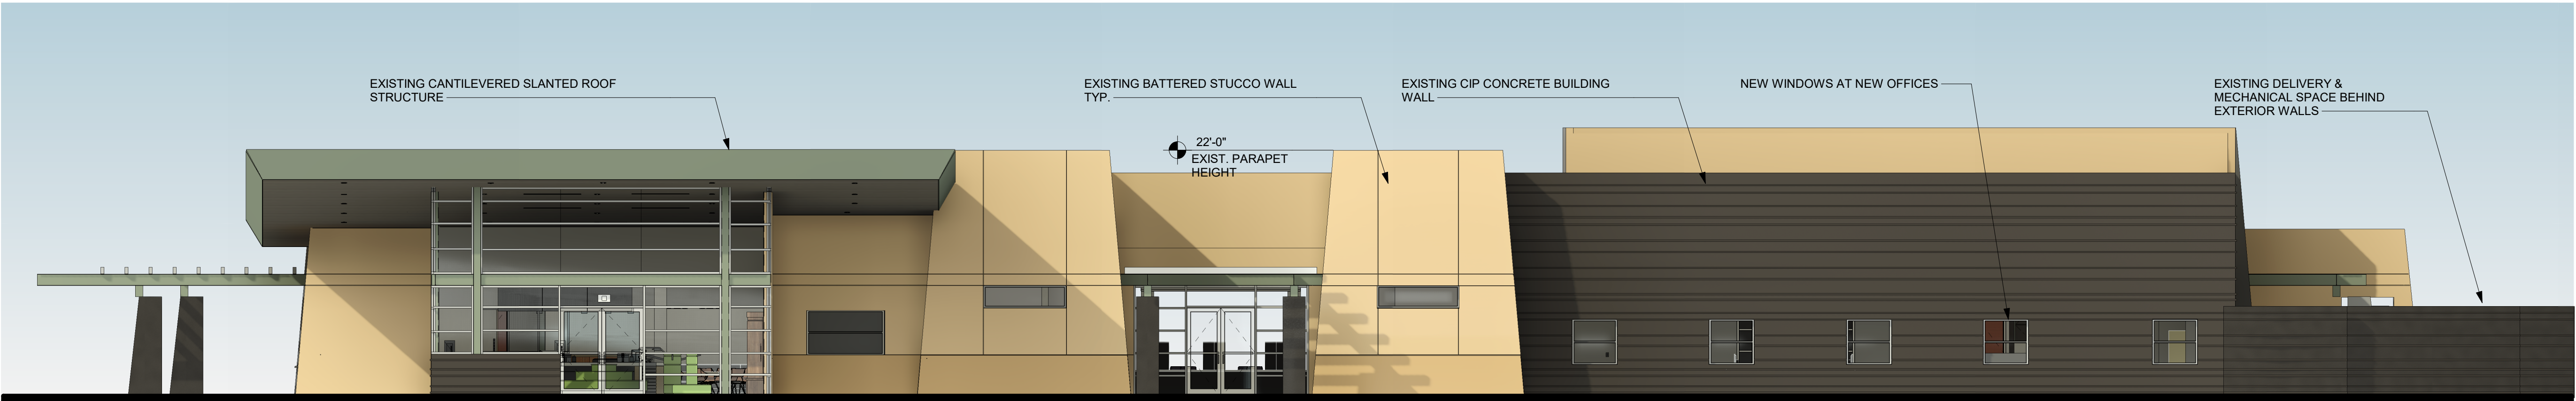 EXISTING CANTILEVERED SLANTED ROOF
STRUCTURE
EXISTING BATTERED STUCCO WALL
TYP.
22'-0"
EXIST. PARAPET
HEIGHT
EXISTING CIP CONCRETE BUILDING
WALL
NEW WINDOWS AT NEW OFFICES
EXISTING DELIVERY &
MECHANICAL SPACE BEHIND
EXTERIOR WALLS